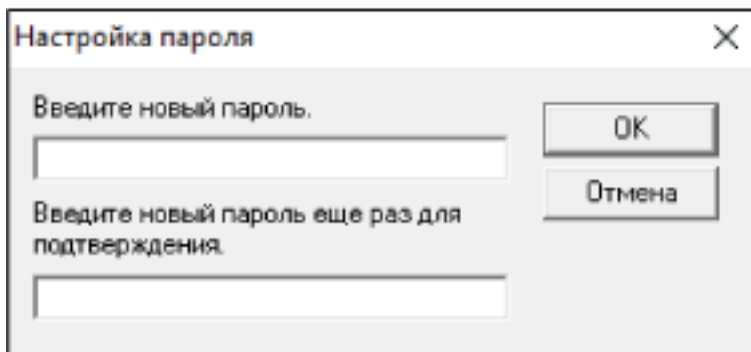 Настройка пароля
Введите новый пароль.
OK
Отмена
Введите новый пароль еще раз для
подтверждения.